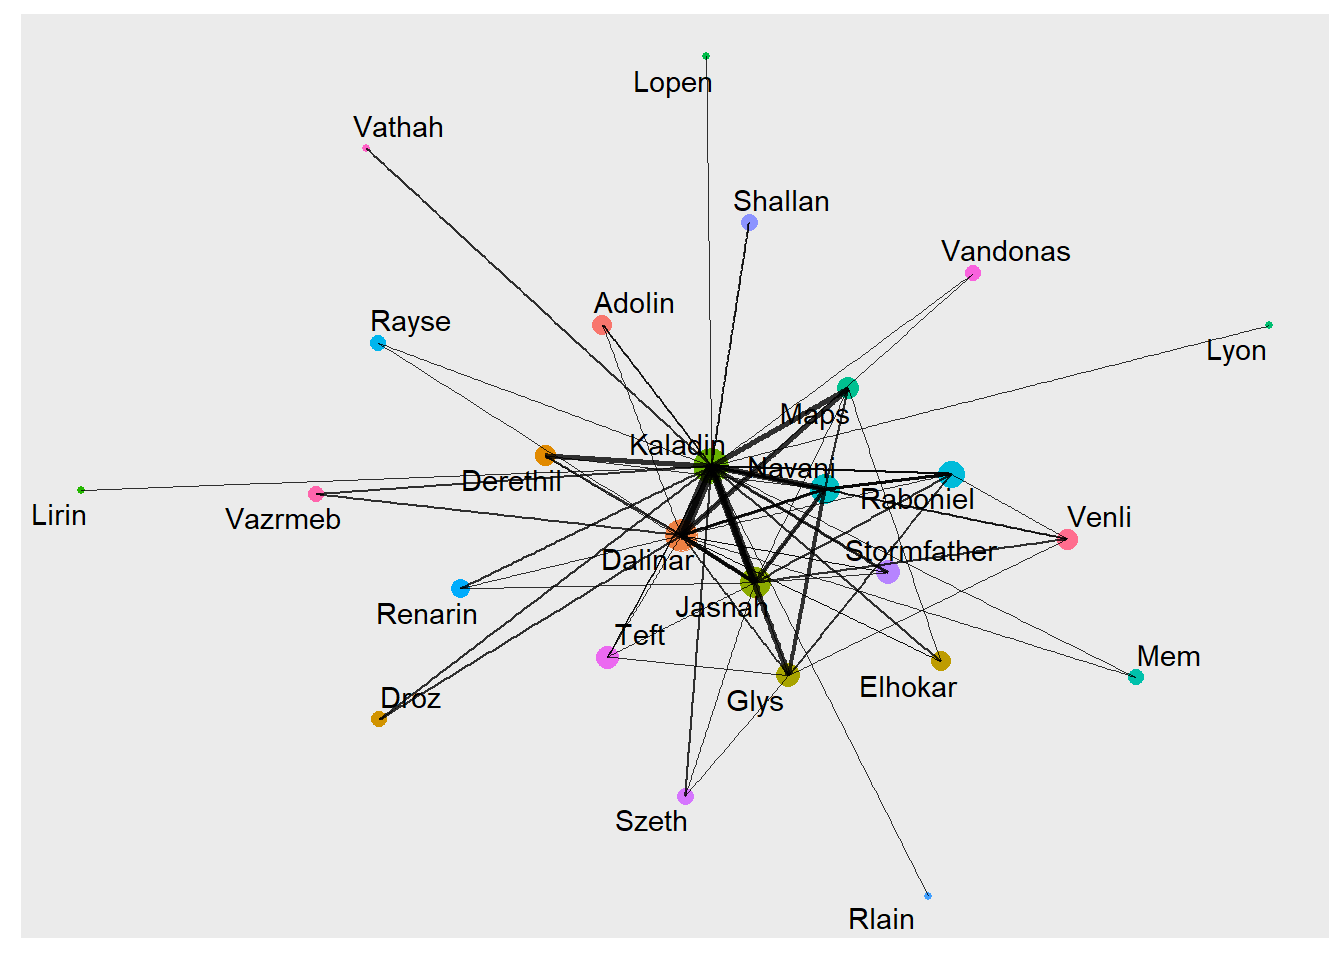 Lopen
Vathah
Shallan
Vandonas
Adolin
Rayse
Lyon
Maps
Kaladin
Navani
Derethil
Raboniel
Lirin
Vazrmeb
Venli
Stormfather
Dalinar
Jasnah
Renarin
Teft
Mem
Elhokar
Droz
Glys
Szeth
Rlain